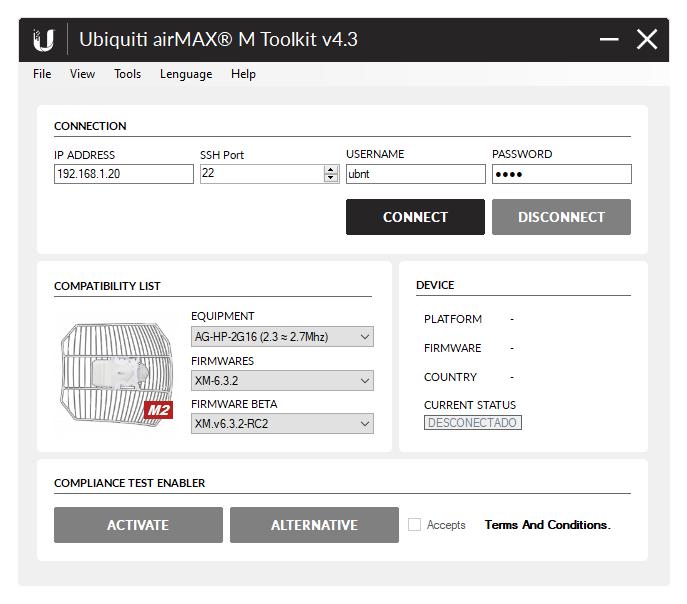 Ubiquiti airMAX® M Toolkit v4.3
File View Tools Lenguage Help
CONNECTION
IP ADDRESS SSH Port USERNAME PASSWORD
192.168.1.20 22 ubnt ●●●●
CONNECT DISCONNECT
COMPATIBILITY LIST
EQUIPMENT
AG-HP-2G16 (2.3 ≈ 2.7Mhz)
FIRMWARES
XM-6.3.2
FIRMWARE BETA
XM.v6.3.2-RC2
M2
DEVICE
PLATFORM -
FIRMWARE -
COUNTRY -
CURRENT STATUS
DESCONECTADO
COMPLIANCE TEST ENABLER
ACTIVATE ALTERNATIVE Accepts Terms And Conditions.